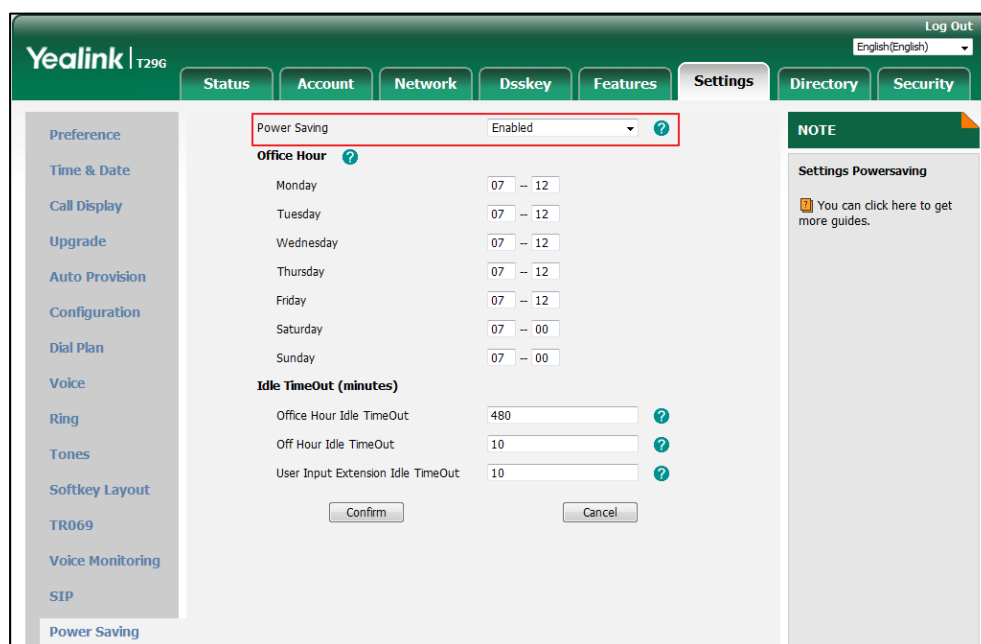 Log Out
Yealink | T29G
English(English)
Status Account Network Dsskey Features Settings Directory Security
Preference
Time & Date
Call Display
Upgrade
Auto Provision
Configuration
Dial Plan
Voice
Ring
Tones
Softkey Layout
TR069
Voice Monitoring
SIP
Power Saving
Power Saving Enabled ?
Office Hour ?
Monday 07 -- 12
Tuesday 07 -- 12
Wednesday 07 -- 12
Thursday 07 -- 12
Friday 07 -- 12
Saturday 07 -- 00
Sunday 07 -- 00
Idle TimeOut (minutes)
Office Hour Idle TimeOut 480 ?
Off Hour Idle TimeOut 10 ?
User Input Extension Idle TimeOut 10 ?
Confirm Cancel
NOTE
Settings Powersaving
? You can click here to get
more guides.